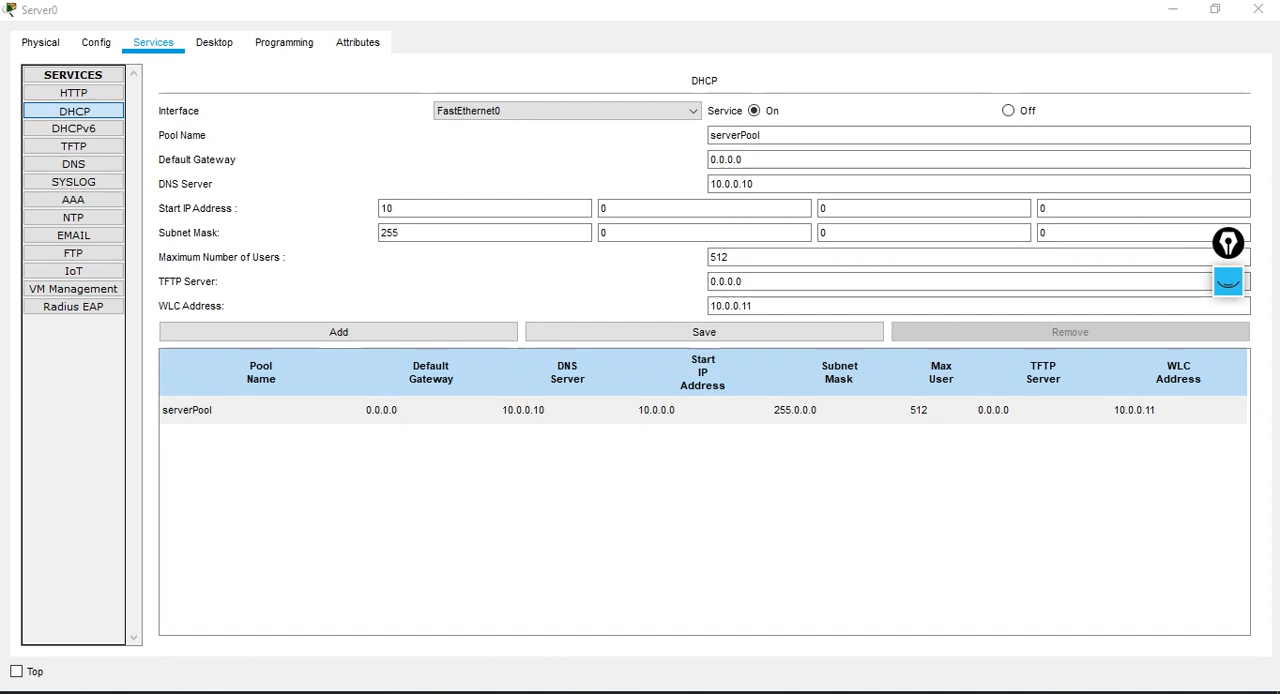 Server0
Physical Config Services Desktop Programming Attributes
SERVICES
HTTP
DHCP
DHCPv6
TFTP
DNS
SYSLOG
AAA
NTP
EMAIL
FTP
IoT
VM Management
Radius EAP
DHCP
Interface FastEthernet0 Service On Off
Pool Name serverPool
Default Gateway 0.0.0.0
DNS Server 10.0.0.10
Start IP Address : 10 0 0 0
Subnet Mask: 255 0 0 0
Maximum Number of Users : 512
TFTP Server: 0.0.0.0
WLC Address: 10.0.0.11
Add Save Remove
Pool Name Default Gateway DNS Server Start IP Address Subnet Mask Max User TFTP Server WLC Address
serverPool 0.0.0.0 10.0.0.10 10.0.0.0 255.0.0.0 512 0.0.0.0 10.0.0.11
Top